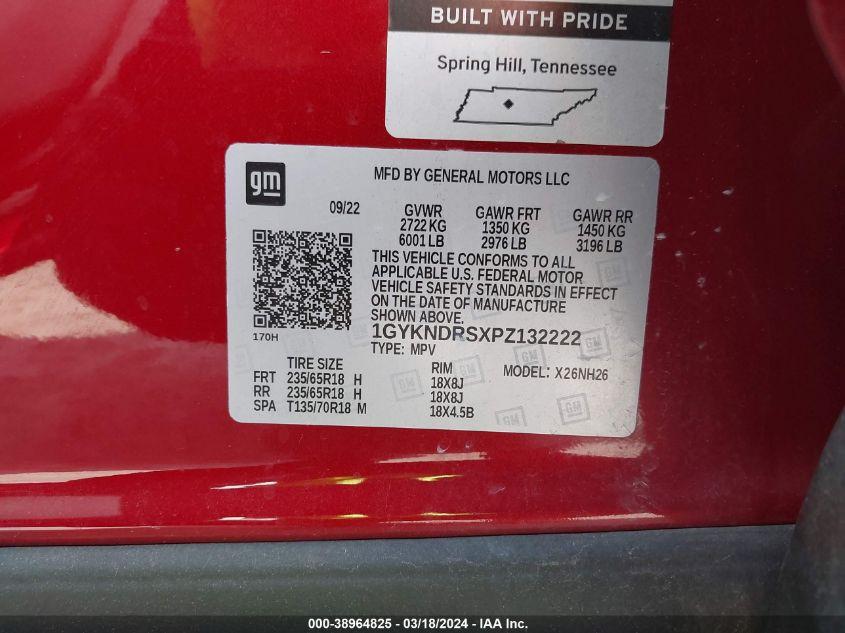 BUILT WITH PRIDE
Spring Hill, Tennessee
gm
MFD BY GENERAL MOTORS LLC
09/22 GVWR GAWR FRT GAWR RR
2722 KG 1350 KG 1450 KG
6001 LB 2976 LB 3196 LB
THIS VEHICLE CONFORMS TO ALL
APPLICABLE U.S. FEDERAL MOTOR
VEHICLE SAFETY STANDARDS IN EFFECT
ON THE DATE OF MANUFACTURE
SHOWN ABOVE.
170H
1GYKNDRSXPZ132222
TYPE: MPV
TIRE SIZE RIM MODEL: X26NH26
FRT 235/65R18 H 18X8J
RR 235/65R18 H 18X8J
SPA T135/70R18 M 18X4.5B
000-38964825 - 03/18/2024 - IAA Inc.